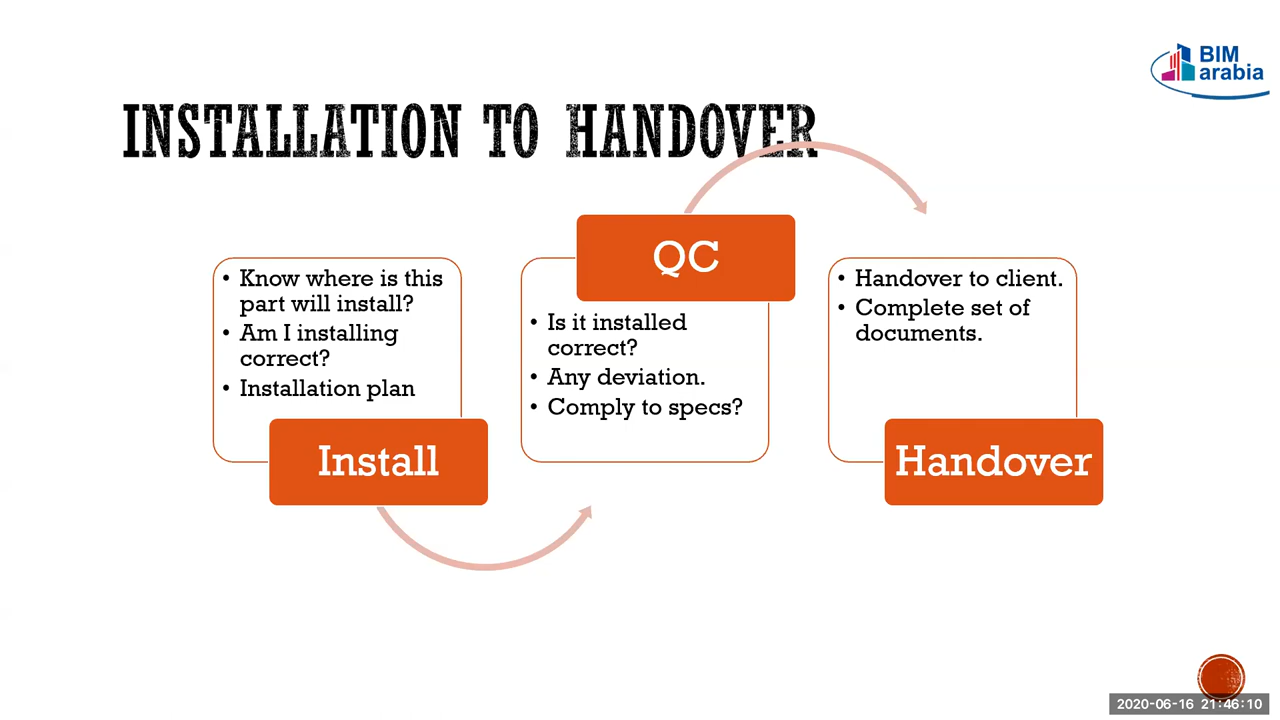 BIM
arabia
INSTALLATION TO HANDOVER
• Know where is this
part will install?
• Am I installing
correct?
• Installation plan
Install
QC
• Is it installed
correct?
• Any deviation.
• Comply to specs?
• Handover to client.
• Complete set of
documents.
Handover
2020-06-16 21:46:10